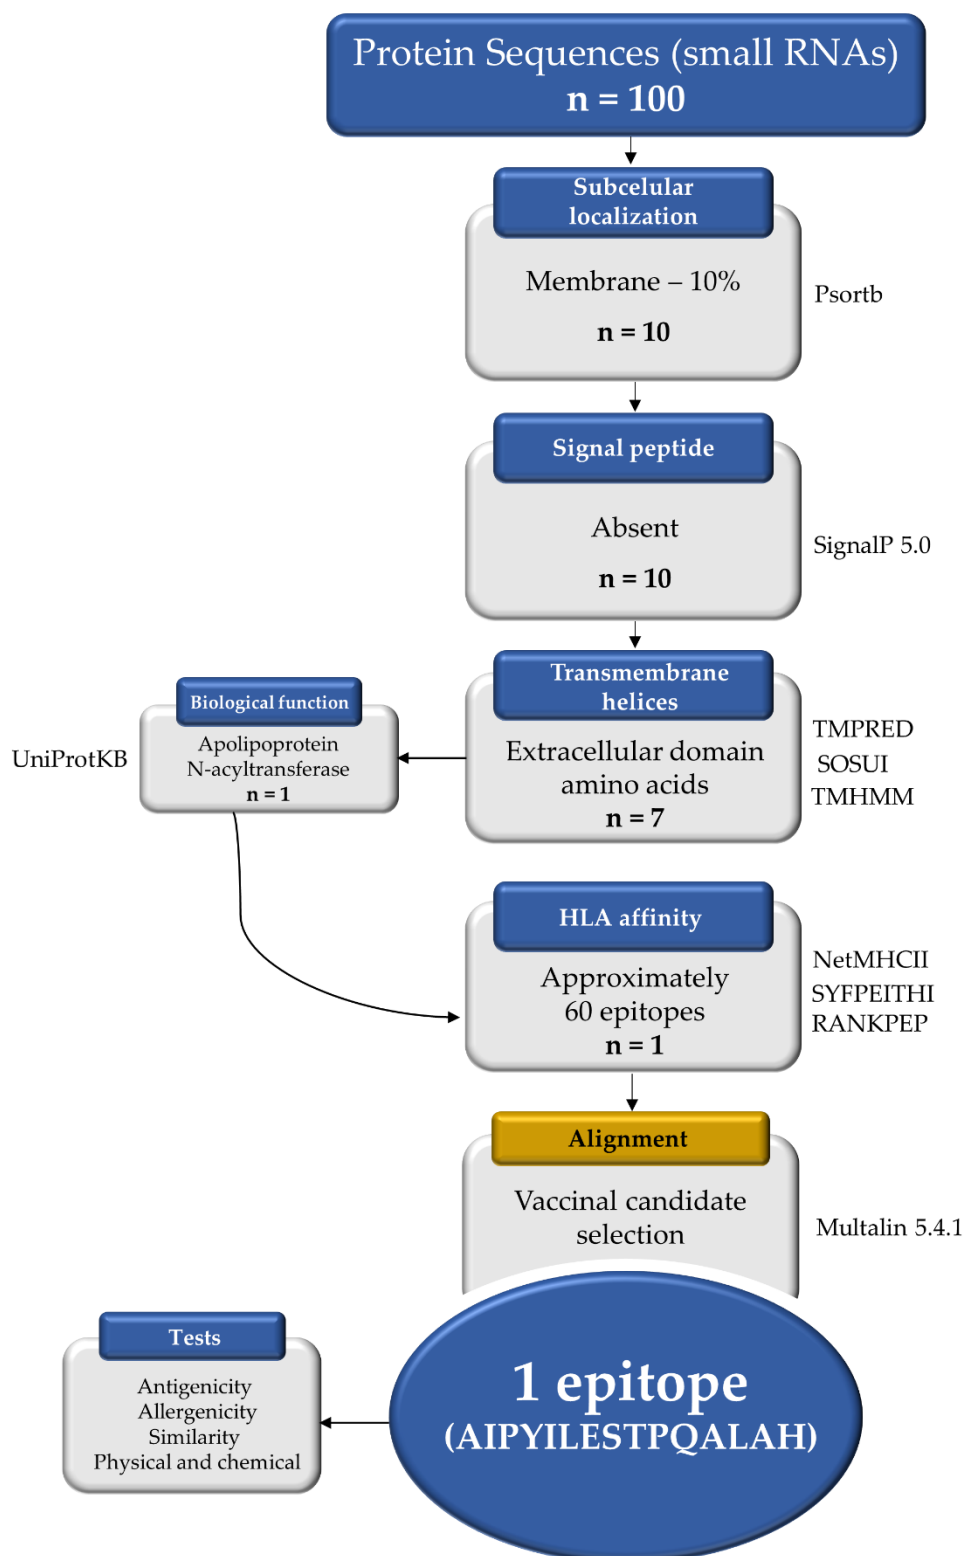 Protein Sequences (small RNAs)
n = 100
Subcelular
localization
Membrane – 10%
n = 10
Psortb
Signal peptide
Absent
n = 10
SignalP 5.0
Transmembrane
helices
Extracellular domain
amino acids
n = 7
TMPRED
SOSUI
TMHMM
Biological function
Apolipoprotein
N-acyltransferase
n = 1
UniProtKB
HLA affinity
Approximately
60 epitopes
n = 1
NetMHCII
SYFPEITHI
RANKPEP
Alignment
Vaccinal candidate
selection
Multalin 5.4.1
1 epitope
(AIPYILESTPQALAH)
Tests
Antigenicity
Allergenicity
Similarity
Physical and chemical